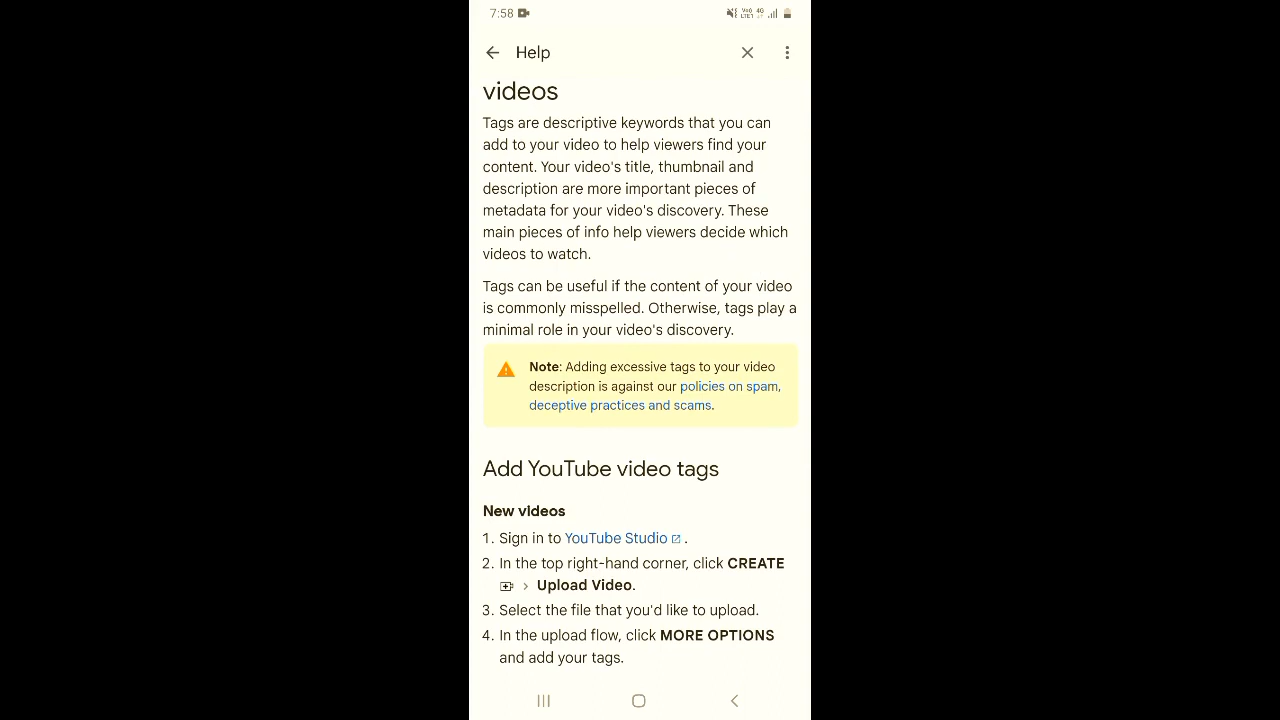 7:58
4G
Help
videos
Tags are descriptive keywords that you can
add to your video to help viewers find your
content. Your video's title, thumbnail and
description are more important pieces of
metadata for your video's discovery. These
main pieces of info help viewers decide which
videos to watch.
Tags can be useful if the content of your video
is commonly misspelled. Otherwise, tags play a
minimal role in your video's discovery.
Note: Adding excessive tags to your video
description is against our policies on spam,
deceptive practices and scams.
Add YouTube video tags
New videos
1. Sign in to YouTube Studio .
2. In the top right-hand corner, click CREATE
> Upload Video.
3. Select the file that you'd like to upload.
4. In the upload flow, click MORE OPTIONS
and add your tags.